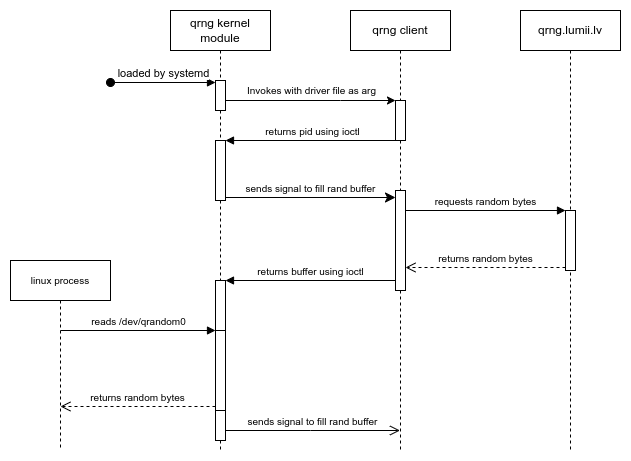 qrng kernel
module
qrng client
qrng.lumii.lv
loaded by systemd
Invokes with driver file as arg
returns pid using ioctl
sends signal to fill rand buffer
requests random bytes
returns random bytes
returns buffer using ioctl
linux process
reads /dev/qrandom0
returns random bytes
sends signal to fill rand buffer